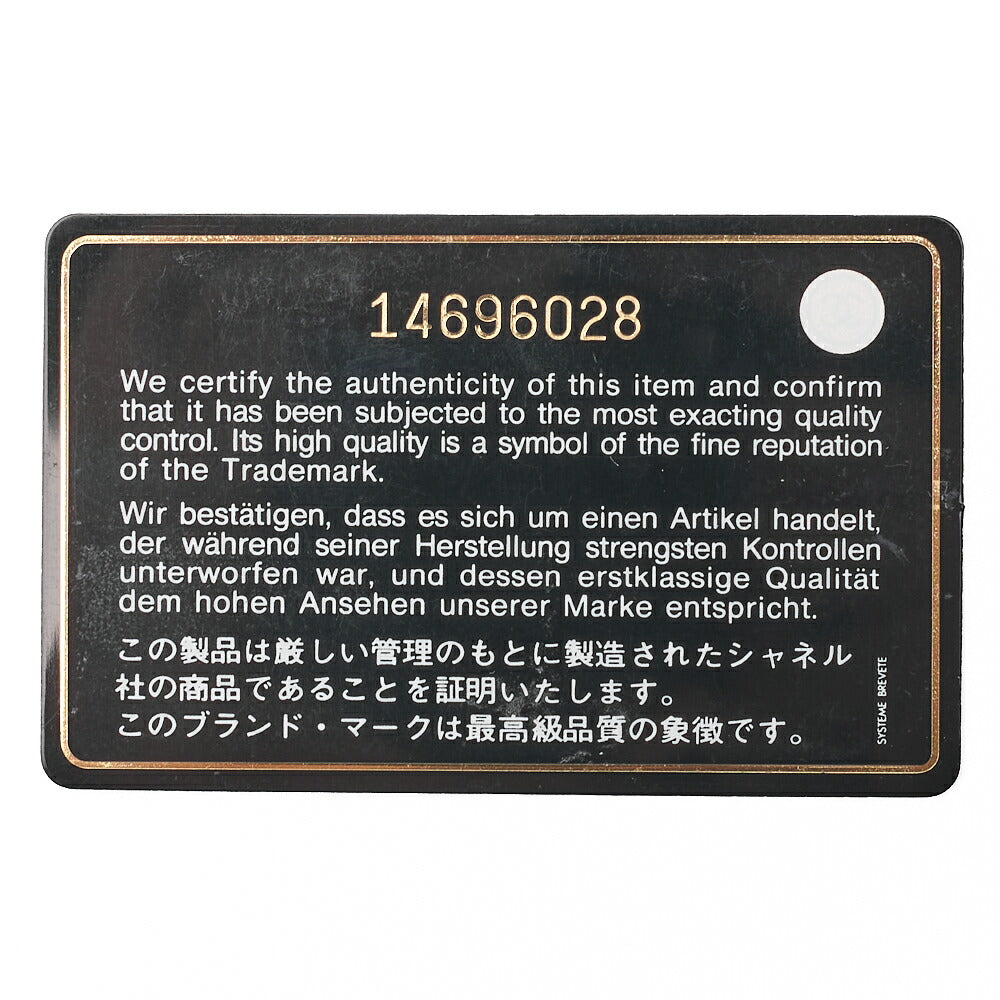 14696028
We certify the authenticity of this item and confirm
that it has been subjected to the most exacting quality
control. Its high quality is a symbol of the fine reputation
of the Trademark.
Wir bestätigen, dass es sich um einen Artikel handelt,
der während seiner Herstellung strengsten Kontrollen
unterworfen war, und dessen erstklassige Qualität
dem hohen Ansehen unserer Marke entspricht.
この製品は厳しい管理のもとに製造されたシャネル
社の商品であることを証明いたします。
このブランド・マークは最高級品質の象徴です。
SYSTEME BREVETE